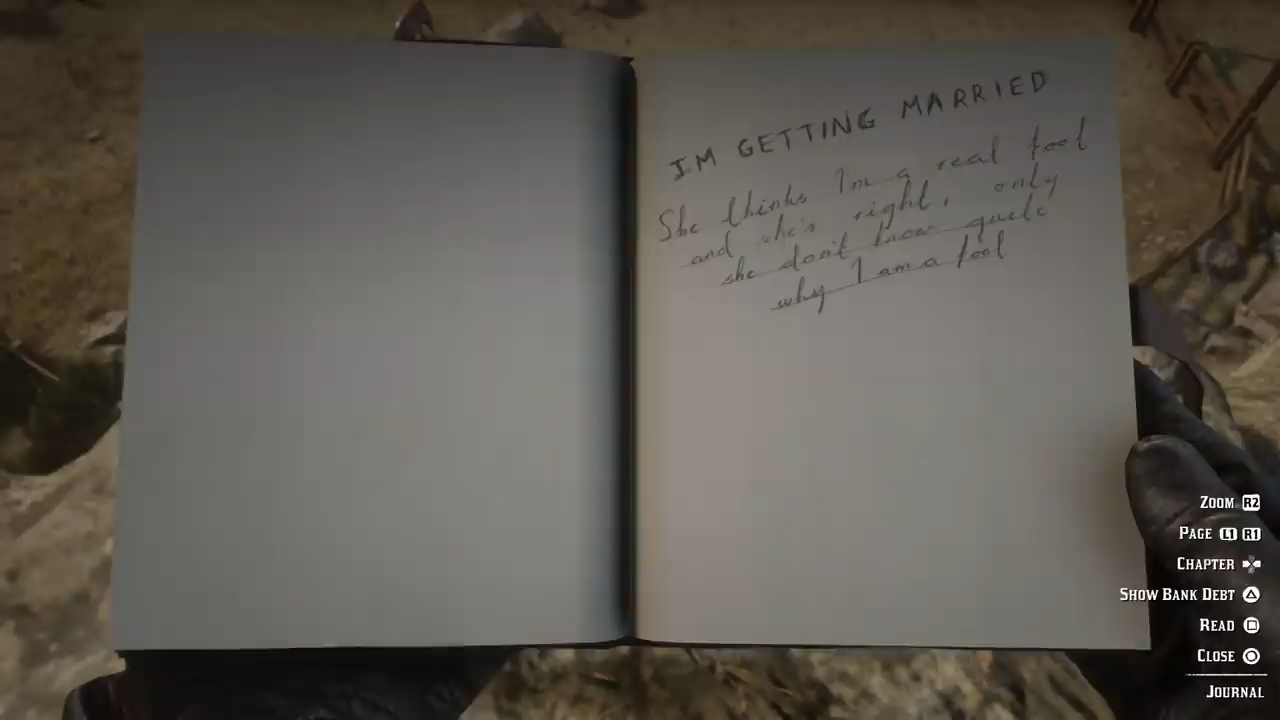 IM GETTING MARRIED
She thinks Im a real fool
and she's right, only
she don't know quite
why I am a fool
ZOOM R2
PAGE L1 R1
CHAPTER
SHOW BANK DEBT
READ
CLOSE
JOURNAL